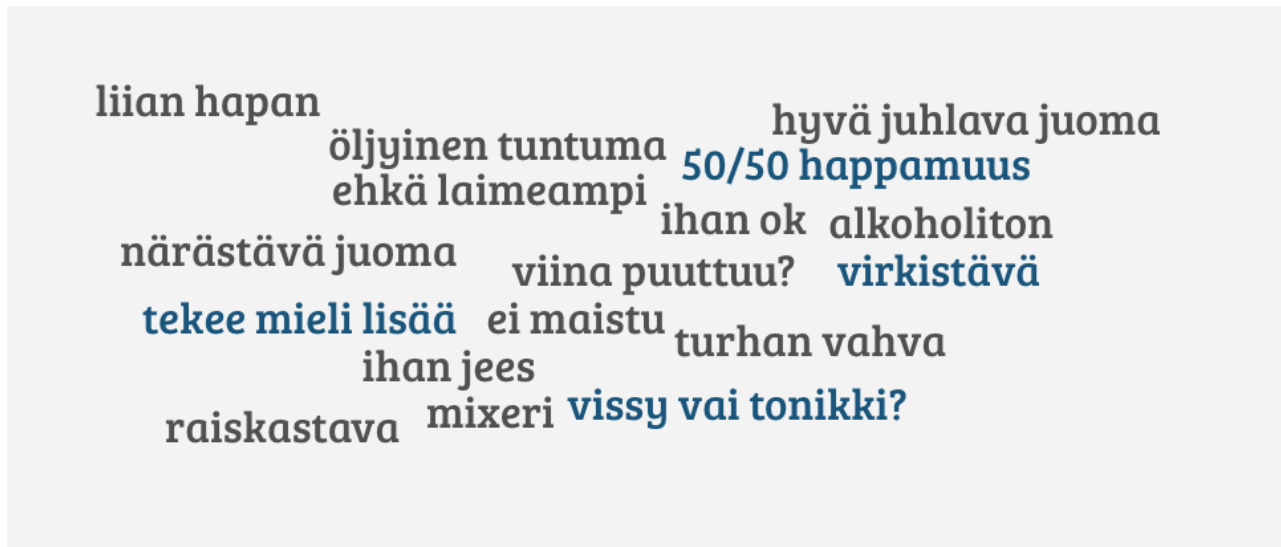 liian hapan
hyvä juhlava juoma
öljyinen tuntuma
50/50 happamuus
ehkä laimeampi
ihan ok
alkoholiton
närästävä juoma
viina puuttuu?
virkistävä
tekee mieli lisää
ei maistu
turhan vahva
ihan jees
mixeri
vissy vai tonikki?
raiskastava